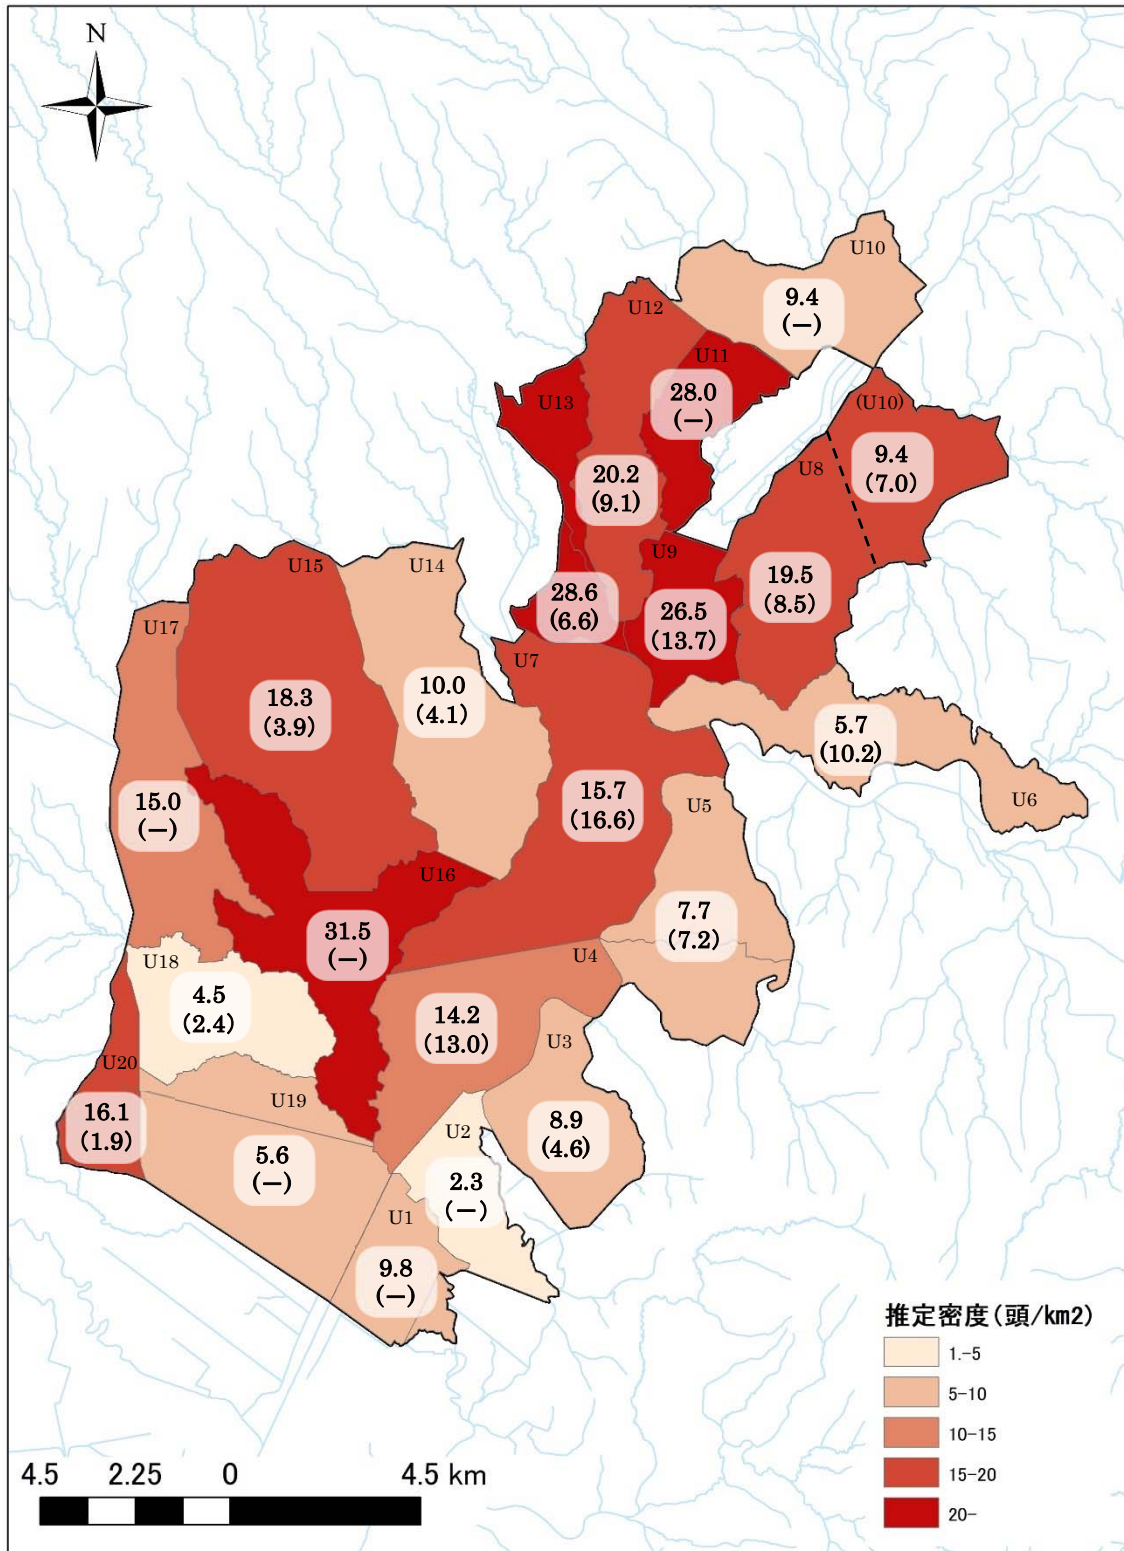 N
U10
9.4
(—)
U12
U11
28.0
(—)
U13
(U10)
9.4
(7.0)
U8
20.2
(9.1)
U9
19.5
(8.5)
28.6
(6.6)
26.5
(13.7)
U15
U14
U17
U7
18.3
(3.9)
10.0
(4.1)
5.7
(10.2)
U6
15.0
(—)
15.7
(16.6)
U5
U16
7.7
(7.2)
31.5
(—)
U18
U4
4.5
(2.4)
14.2
(13.0)
U3
U20
U19
16.1
(1.9)
U2
8.9
(4.6)
5.6
(—)
2.3
(—)
U1
9.8
(—)
推定密度(頭/km2)
1.-5
5-10
10-15
15-20
20-
4.5 2.25 0 4.5 km